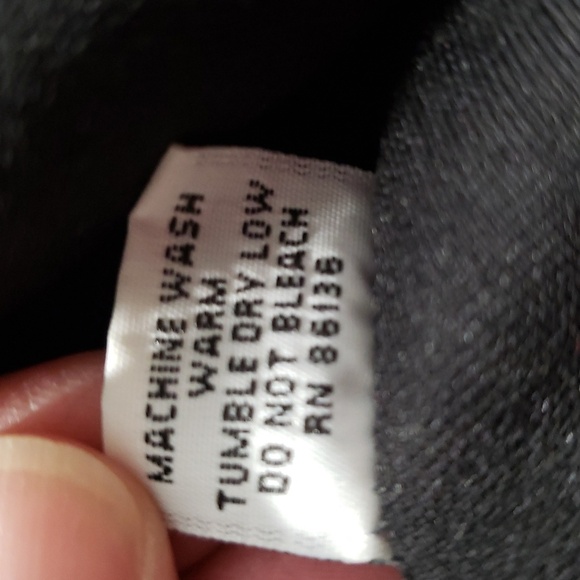 MACHINE WASH
WARM
TUMBLE DRY LOW
DO NOT BLEACH
RN 86136